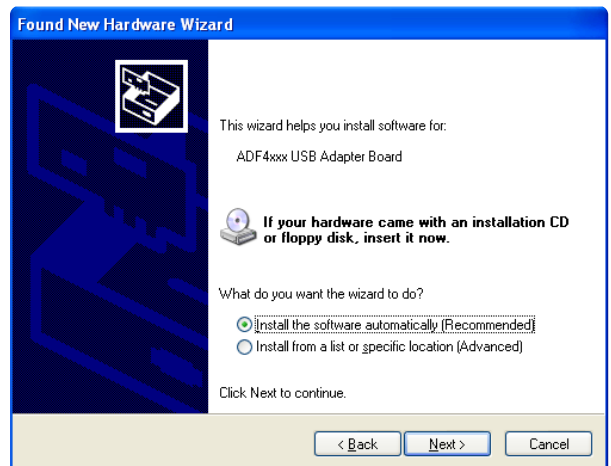 Found New Hardware Wizard
This wizard helps you install software for:
ADF4xxx USB Adapter Board
If your hardware came with an installation CD
or floppy disk, insert it now.
What do you want the wizard to do?
Install the software automatically (Recommended)
Install from a list or specific location (Advanced)
Click Next to continue.
< Back Next > Cancel